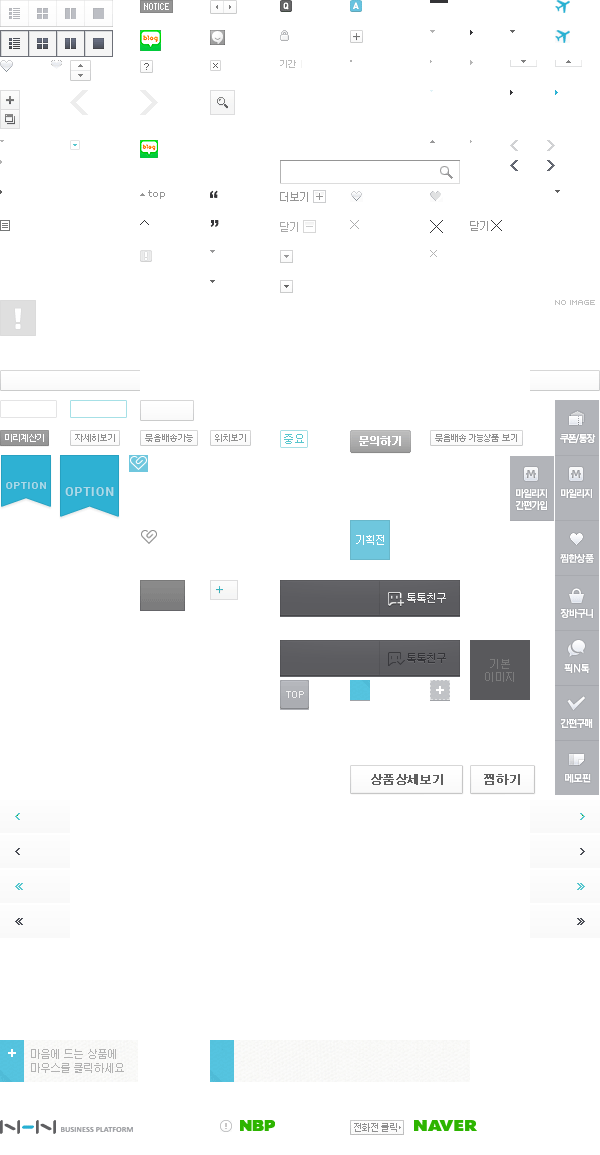 NOTICE
Q
A
blog
?
기간
blog
top
더보기
닫기
닫기
NO IMAGE
미리계산기
자세히보기
묶음배송가능
위치보기
중요
문의하기
묶음배송 가능상품 보기
쿠폰/통장
OPTION
OPTION
마일리지
간편가입
마일리지
기획전
찜한상품
톡톡친구
장바구니
톡톡친구
기본
이미지
픽N톡
TOP
간편구매
상품상세보기
찜하기
메모판
마음에 드는 상품에
마우스를 클릭하세요
NHN BUSINESS PLATFORM
NBP
전화전 클릭
NAVER